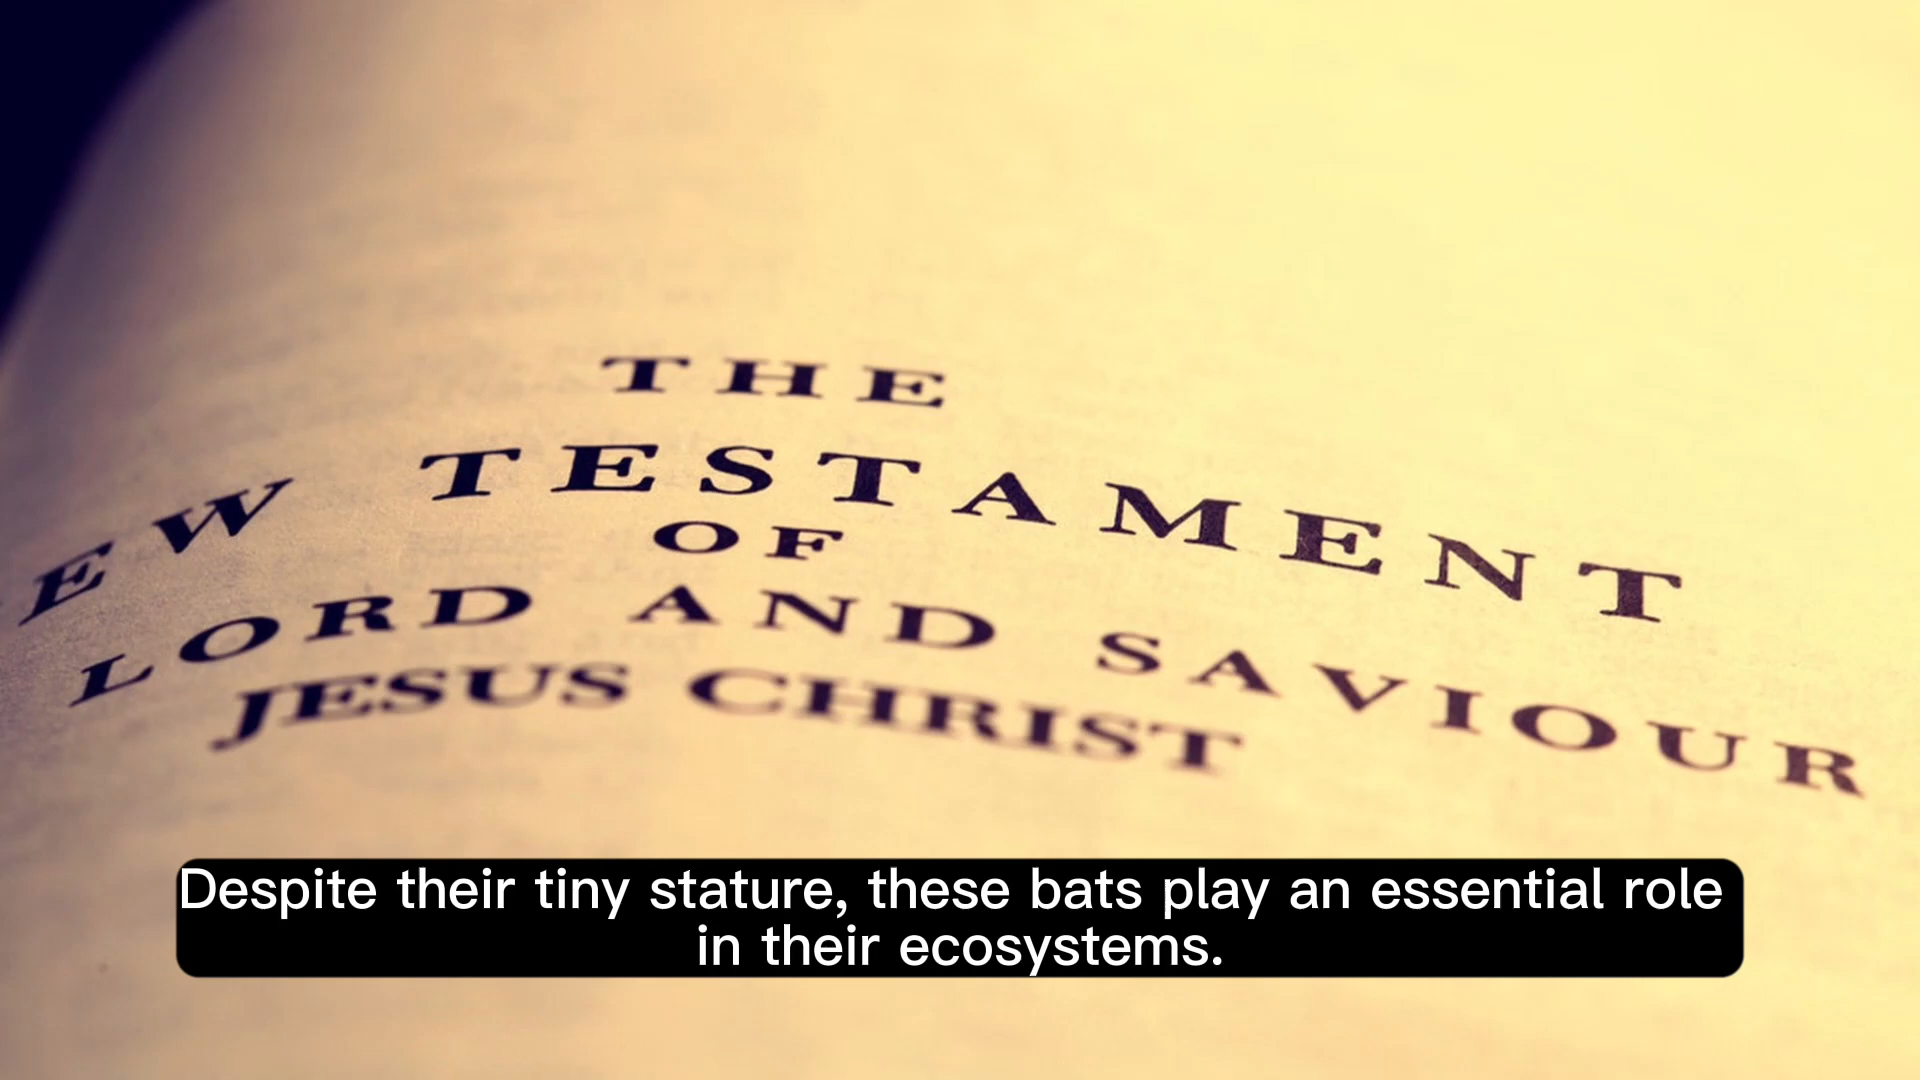 THE
EW TESTAMENT
OF
LORD AND SAVIOUR
JESUS CHRIST
Despite their tiny stature, these bats play an essential role
in their ecosystems.